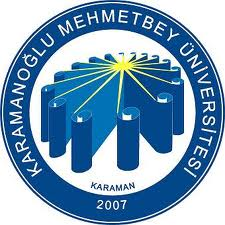 KARAMANOĞLU MEHMETBEY ÜNİVERSİTESİ
KARAMAN
2007